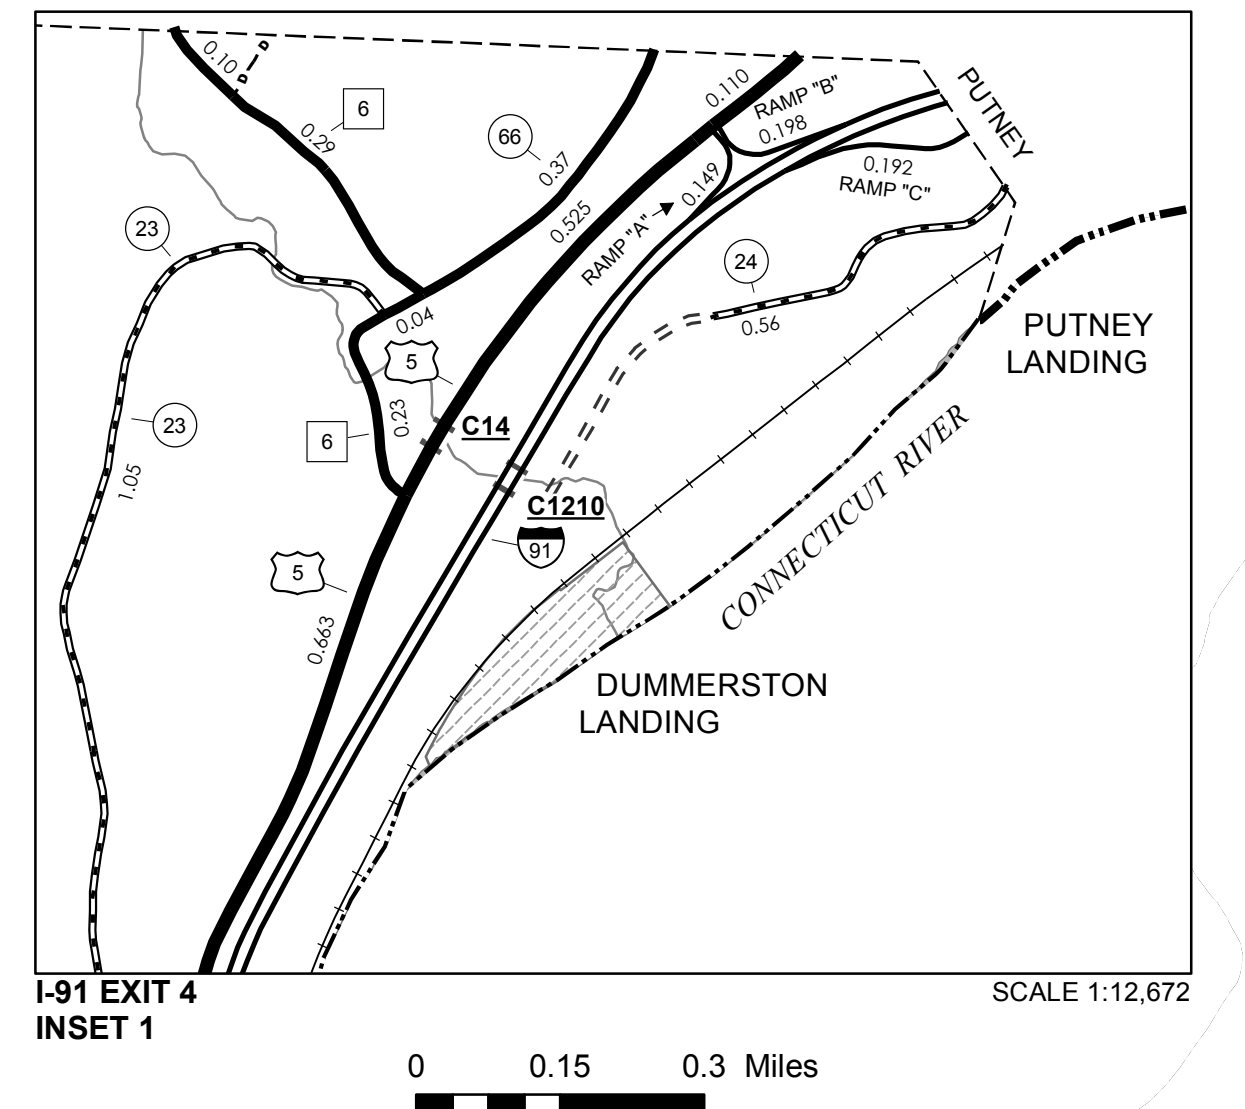 0.10
D
D
6
0.29
66
0.37
0.110
RAMP "B"
0.198
PUTNEY
0.192
RAMP "C"
0.149
RAMP "A"
0.525
23
24
0.56
0.04
5
PUTNEY
LANDING
23
0.23
6
C14
1.05
C1210
91
CONNECTICUT RIVER
5
0.663
DUMMERSTON
LANDING
I-91 EXIT 4
INSET 1
SCALE 1:12,672
0 0.15 0.3 Miles